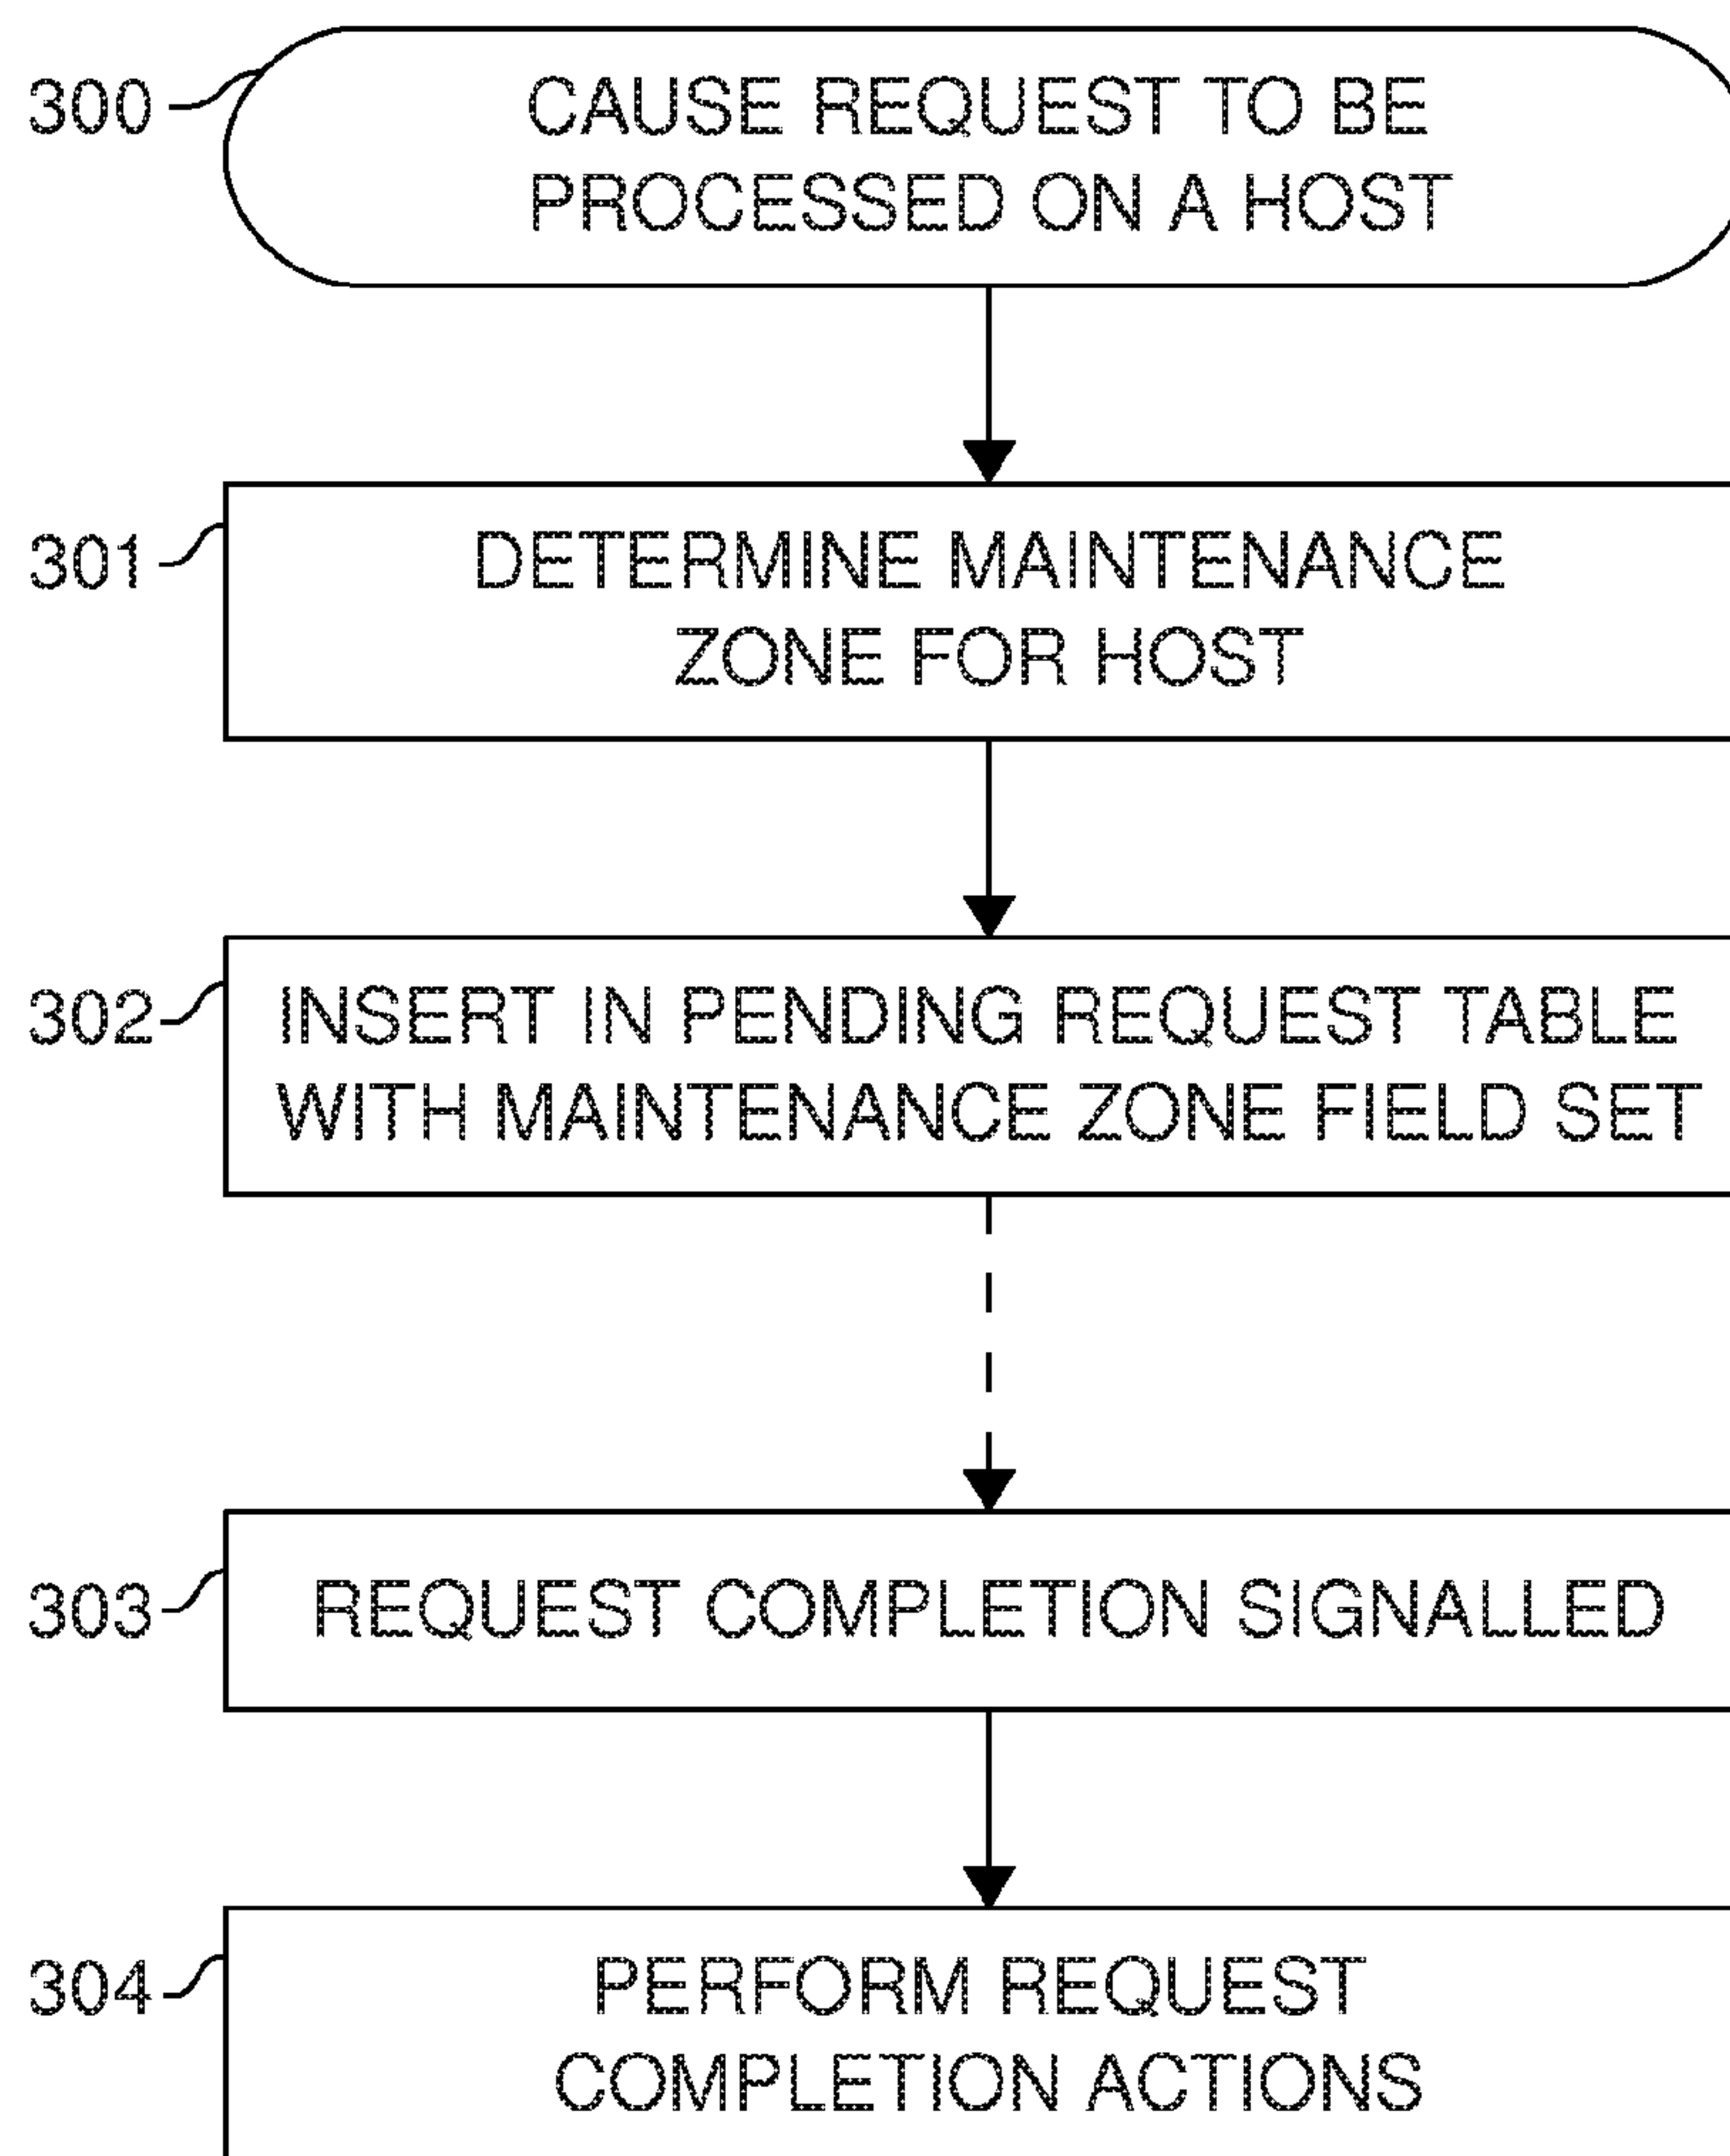 300
CAUSE REQUEST TO BE
PROCESSED ON A HOST
301
DETERMINE MAINTENANCE
ZONE FOR HOST
302
INSERT IN PENDING REQUEST TABLE
WITH MAINTENANCE ZONE FIELD SET
303
REQUEST COMPLETION SIGNALLED
304
PERFORM REQUEST
COMPLETION ACTIONS